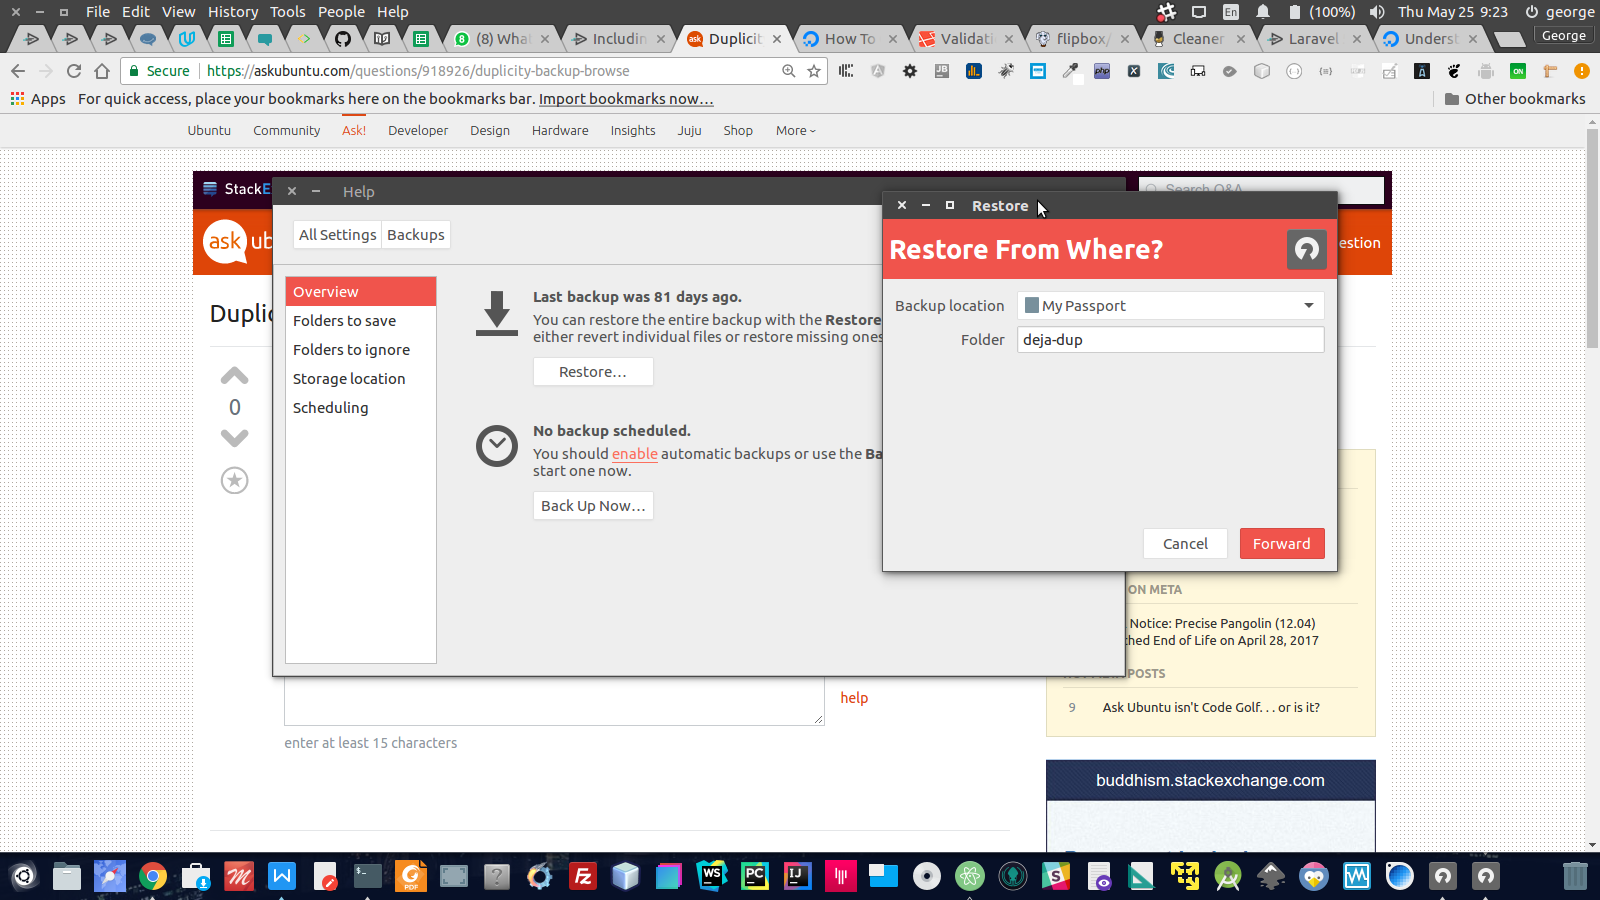 File Edit View History Tools People Help
En (100%) Thu May 25 9:23 george
(8) What Includin Duplicit How To Validati flipbox/ Cleaner Laravel Underst George
Secure https://askubuntu.com/questions/918926/duplicity-backup-browse
Apps For quick access, place your bookmarks here on the bookmarks bar. Import bookmarks now... Other bookmarks
Ubuntu Community Ask! Developer Design Hardware Insights Juju Shop More
StackE Search Q&A
Help
Restore
ask ub
All Settings Backups
Restore From Where?
estion
Overview
Folders to save
Folders to ignore
Storage location
Scheduling
Last backup was 81 days ago.
You can restore the entire backup with the Restore
either revert individual files or restore missing ones
Restore...
No backup scheduled.
You should enable automatic backups or use the Ba
start one now.
Back Up Now...
Backup location My Passport
Folder deja-dup
Cancel Forward
Duplic
0
ON META
Notice: Precise Pangolin (12.04)
hed End of Life on April 28, 2017
POSTS
9 Ask Ubuntu isn't Code Golf. . . or is it?
help
enter at least 15 characters
buddhism.stackexchange.com